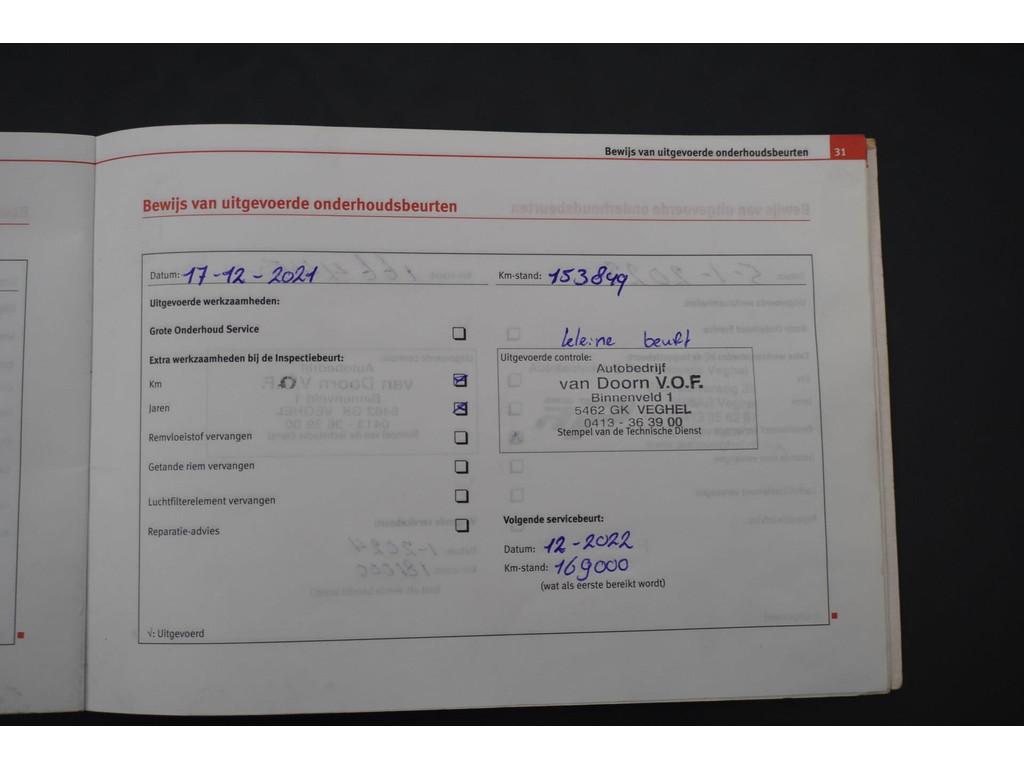 Bewijs van uitgevoerde onderhoudsbeurten 31
Bewijs van uitgevoerde onderhoudsbeurten
Datum: 17-12-2021 Km-stand: 153849
Uitgevoerde werkzaamheden:
Grote Onderhoud Service
kleine beurt
Extra werkzaamheden bij de Inspectiebeurt:
Uitgevoerde controle:
Km
Jaren
Autobedrijf
van Doorn V.O.F.
Binnenveld 1
5462 GK VEGHEL
0413 - 36 39 00
Stempel van de Technische Dienst
Remvloeistof vervangen
Getande riem vervangen
Luchtfilterelement vervangen
Reparatie-advies
Volgende servicebeurt:
Datum: 12-2022
Km-stand: 169000
(wat als eerste bereikt wordt)
√: Uitgevoerd